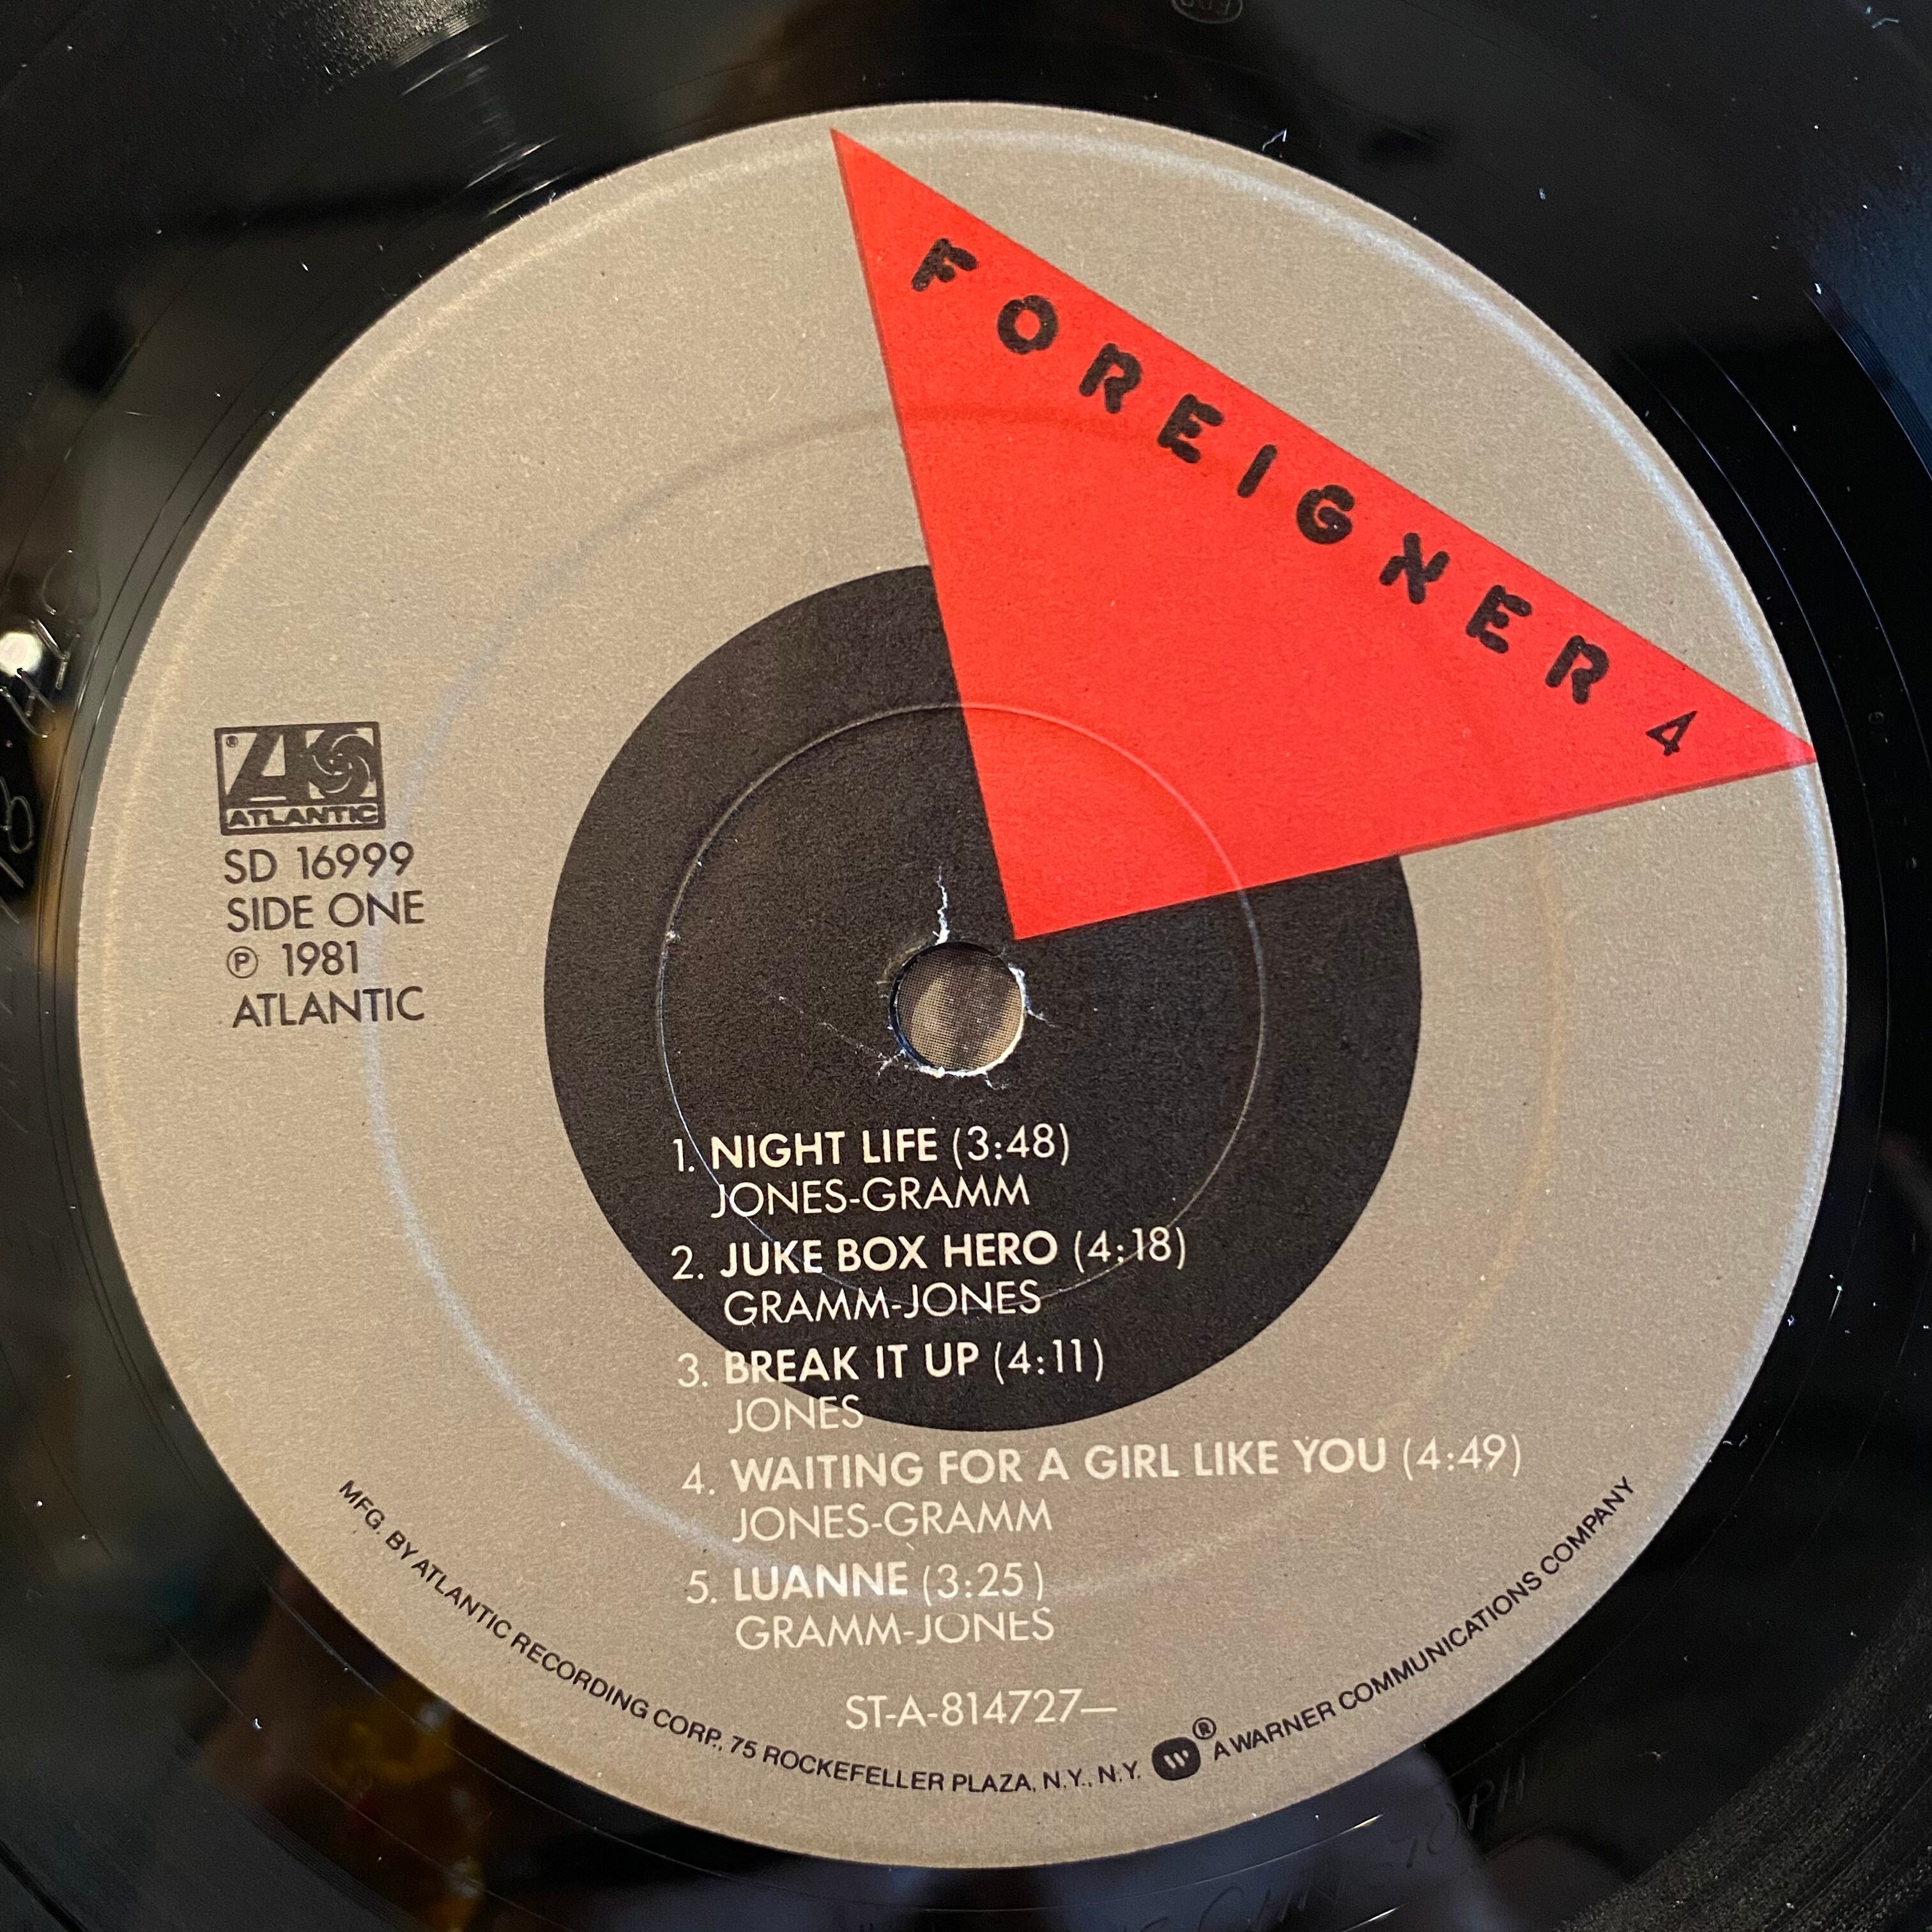 FOREIGNER 4
ATLANTIC
SD 16999
SIDE ONE
℗ 1981
ATLANTIC
1. NIGHT LIFE (3:48)
JONES-GRAMM
2. JUKE BOX HERO (4:18)
GRAMM-JONES
3. BREAK IT UP (4:11)
JONES
4. WAITING FOR A GIRL LIKE YOU (4:49)
JONES-GRAMM
5. LUANNE (3:25)
GRAMM-JONES
ST-A-814727—
MFG. BY ATLANTIC RECORDING CORP., 75 ROCKEFELLER PLAZA, N.Y., N.Y. ® A WARNER COMMUNICATIONS COMPANY